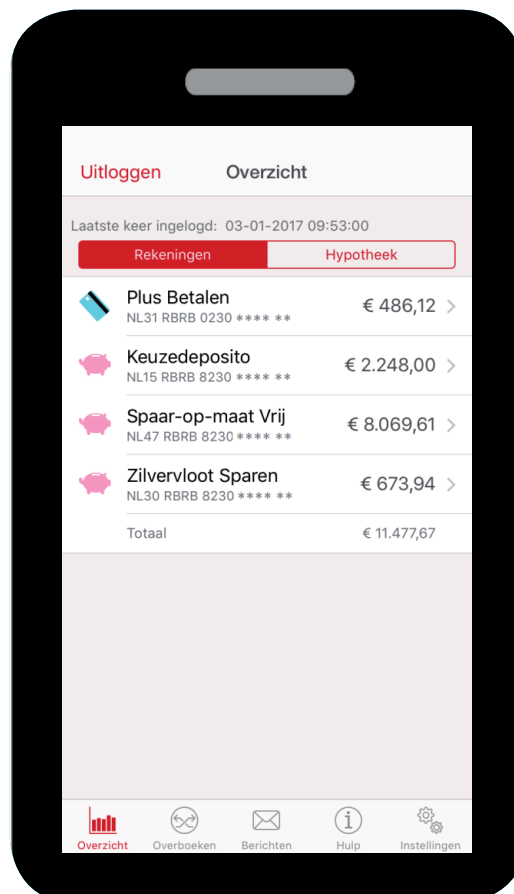 Uitloggen Overzicht
Laatste keer ingelogd: 03-01-2017 09:53:00
Rekeningen Hypotheek
Plus Betalen € 486,12
NL31 RBRB 0230 **** **
Keuzedeposito € 2.248,00
NL15 RBRB 8230 **** **
Spaar-op-maat Vrij € 8.069,61
NL47 RBRB 8230 **** **
Zilvervloot Sparen € 673,94
NL30 RBRB 8230 **** **
Totaal € 11.477,67
Overzicht Overboeken Berichten Hulp Instellingen